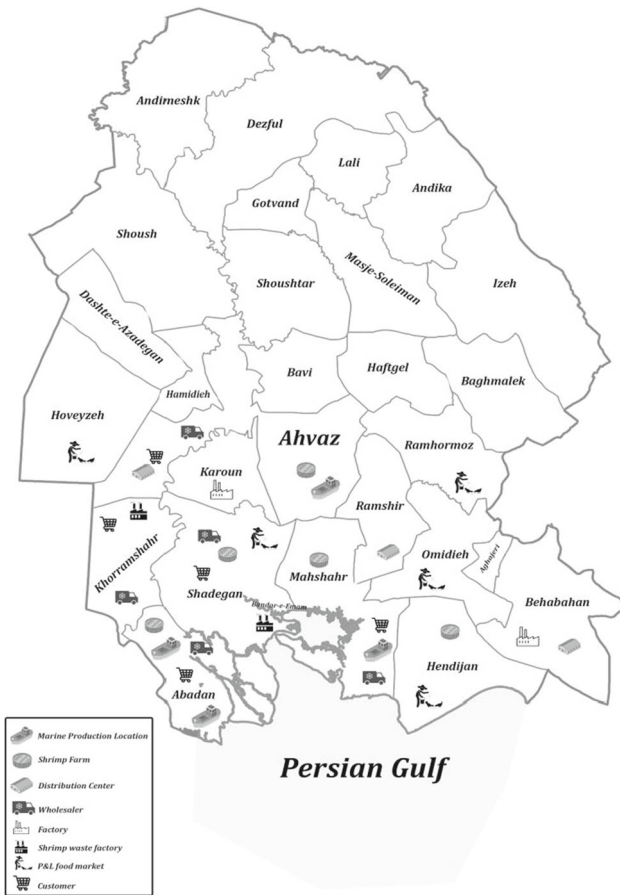 Andimeshk
Dezful
Lali
Andika
Gotvand
Shoush
Masje-Soleiman
Shoushtar
Izeh
Dashte-e-Azadegan
Bavi
Haftgel
Baghmalek
Hamidieh
Hoveyzeh
Ahvaz
Ramhormoz
Karoun
Ramshir
Khorramshahr
Omidieh
Aghajeri
Mahshahr
Shadegan
Behabahan
Bandar-e-Emam
Hendijan
Abadan
Persian Gulf
Marine Production Location
Shrimp Farm
Distribution Center
Wholesaler
Factory
Shrimp waste factory
P&L food market
Customer